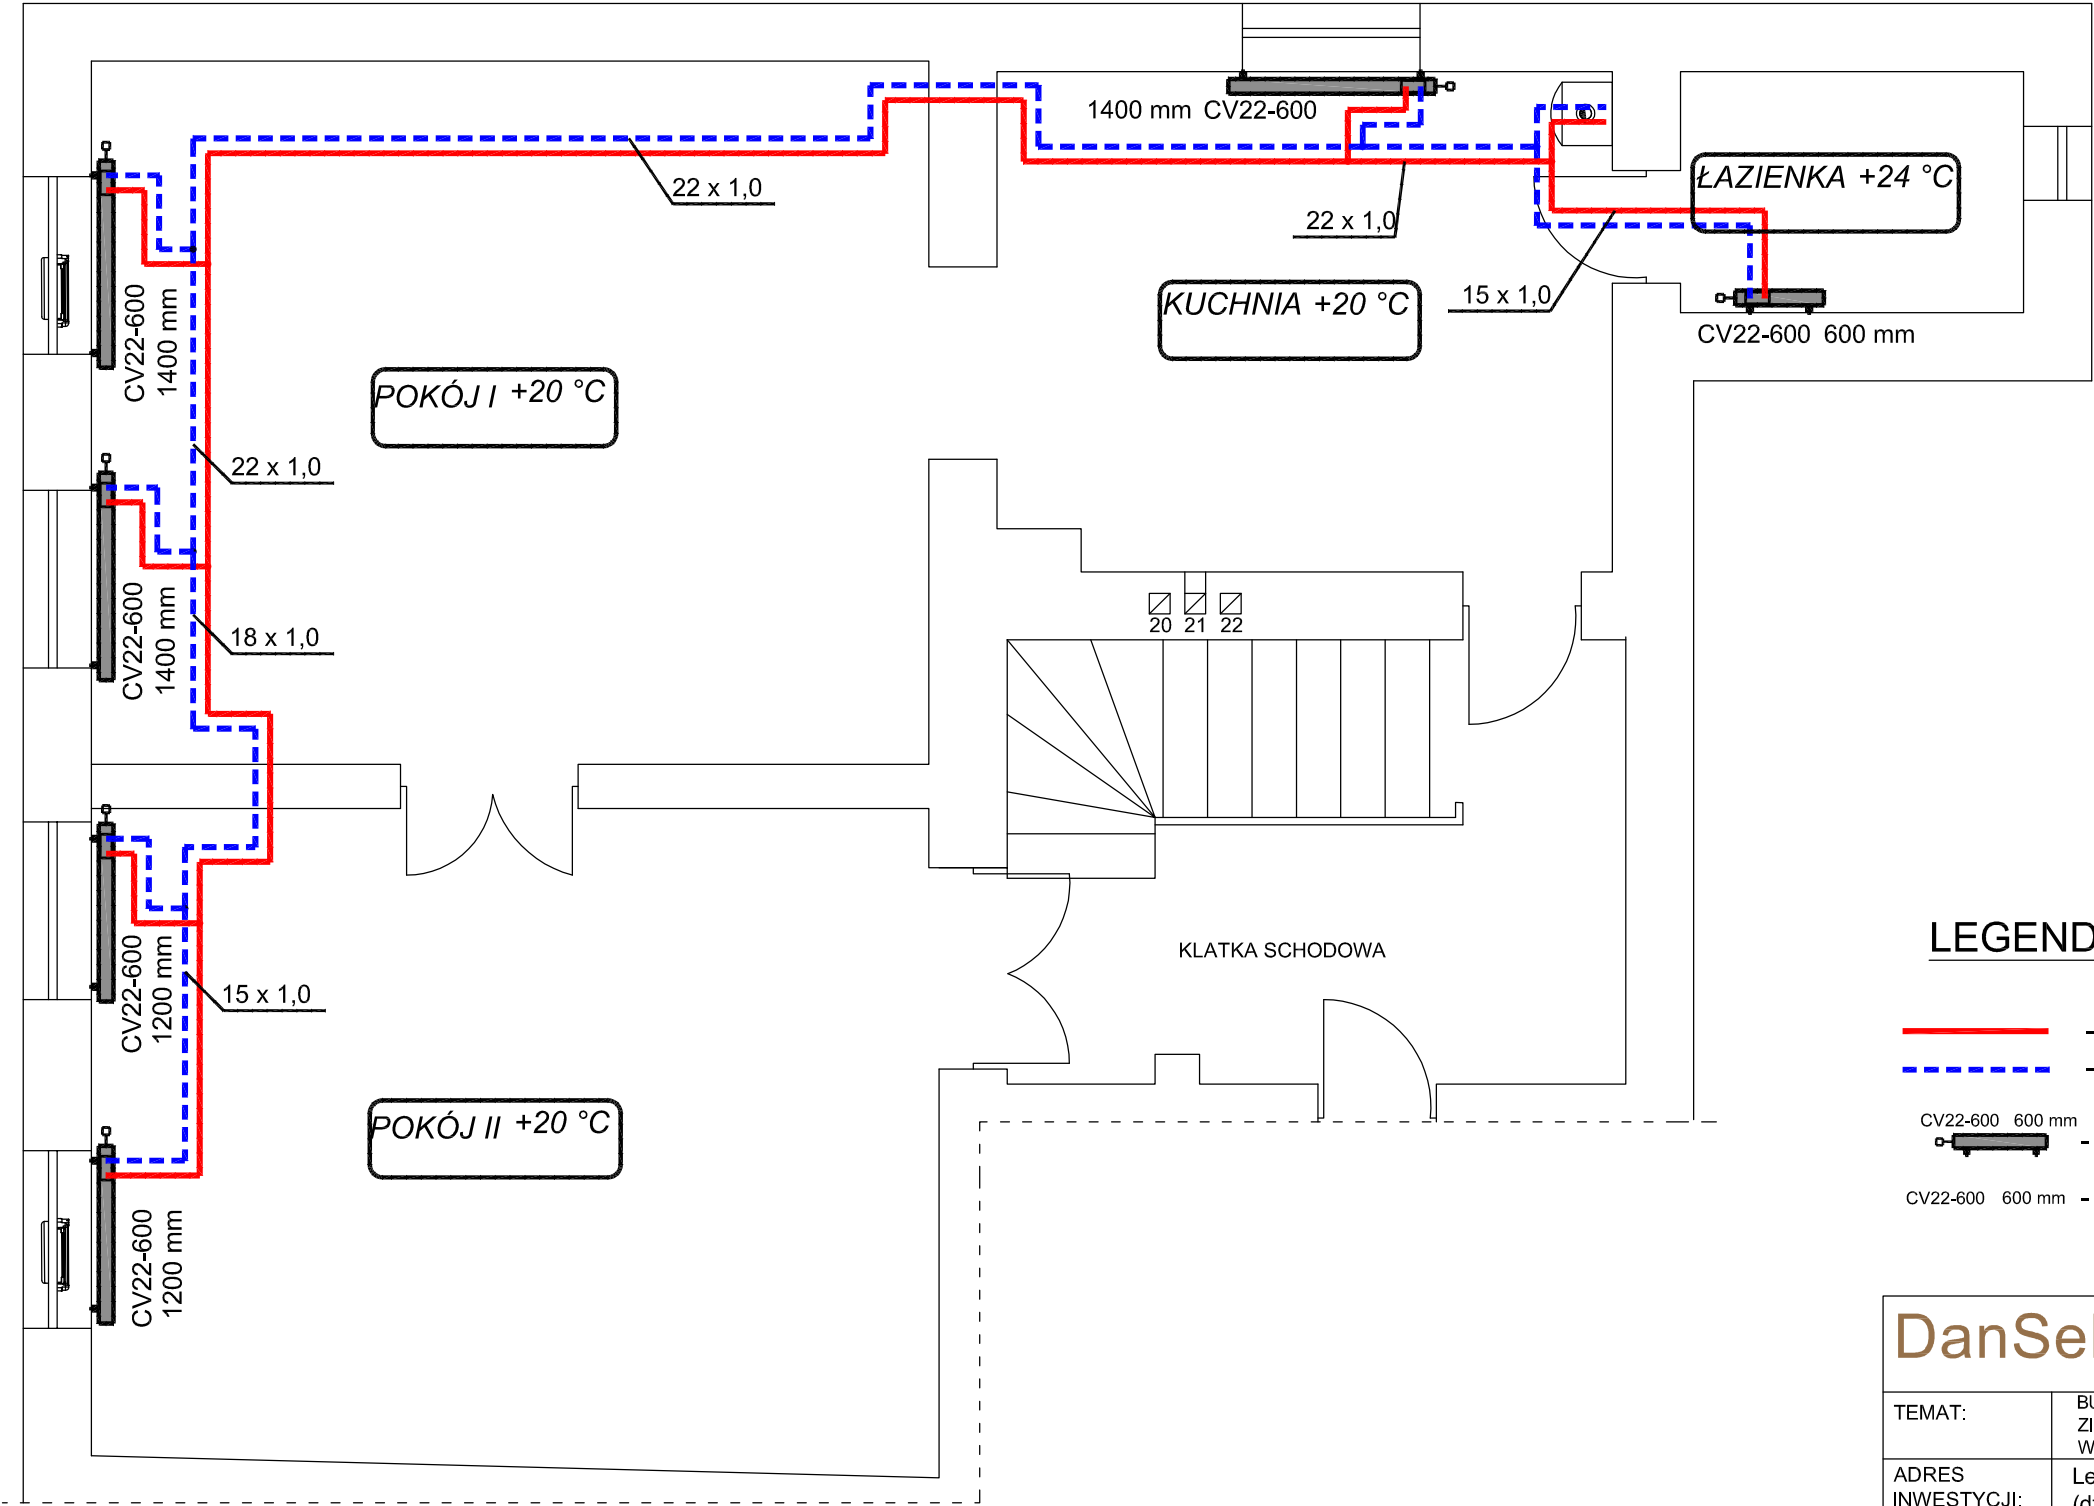 1400 mm CV22-600
22 x 1,0
22 x 1,0
ŁAZIENKA +24 °C
KUCHNIA +20 °C
15 x 1,0
CV22-600 600 mm
CV22-600
1400 mm
POKÓJ I +20 °C
22 x 1,0
CV22-600
1400 mm
18 x 1,0
20 21 22
CV22-600
1200 mm
15 x 1,0
KLATKA SCHODOWA
POKÓJ II +20 °C
CV22-600
1200 mm
LEGEND
-
-
CV22-600 600 mm
-
CV22-600 600 mm -
DanSe
TEMAT:
BU
ZI
W
ADRES
INWESTYCJI:
Le
(d